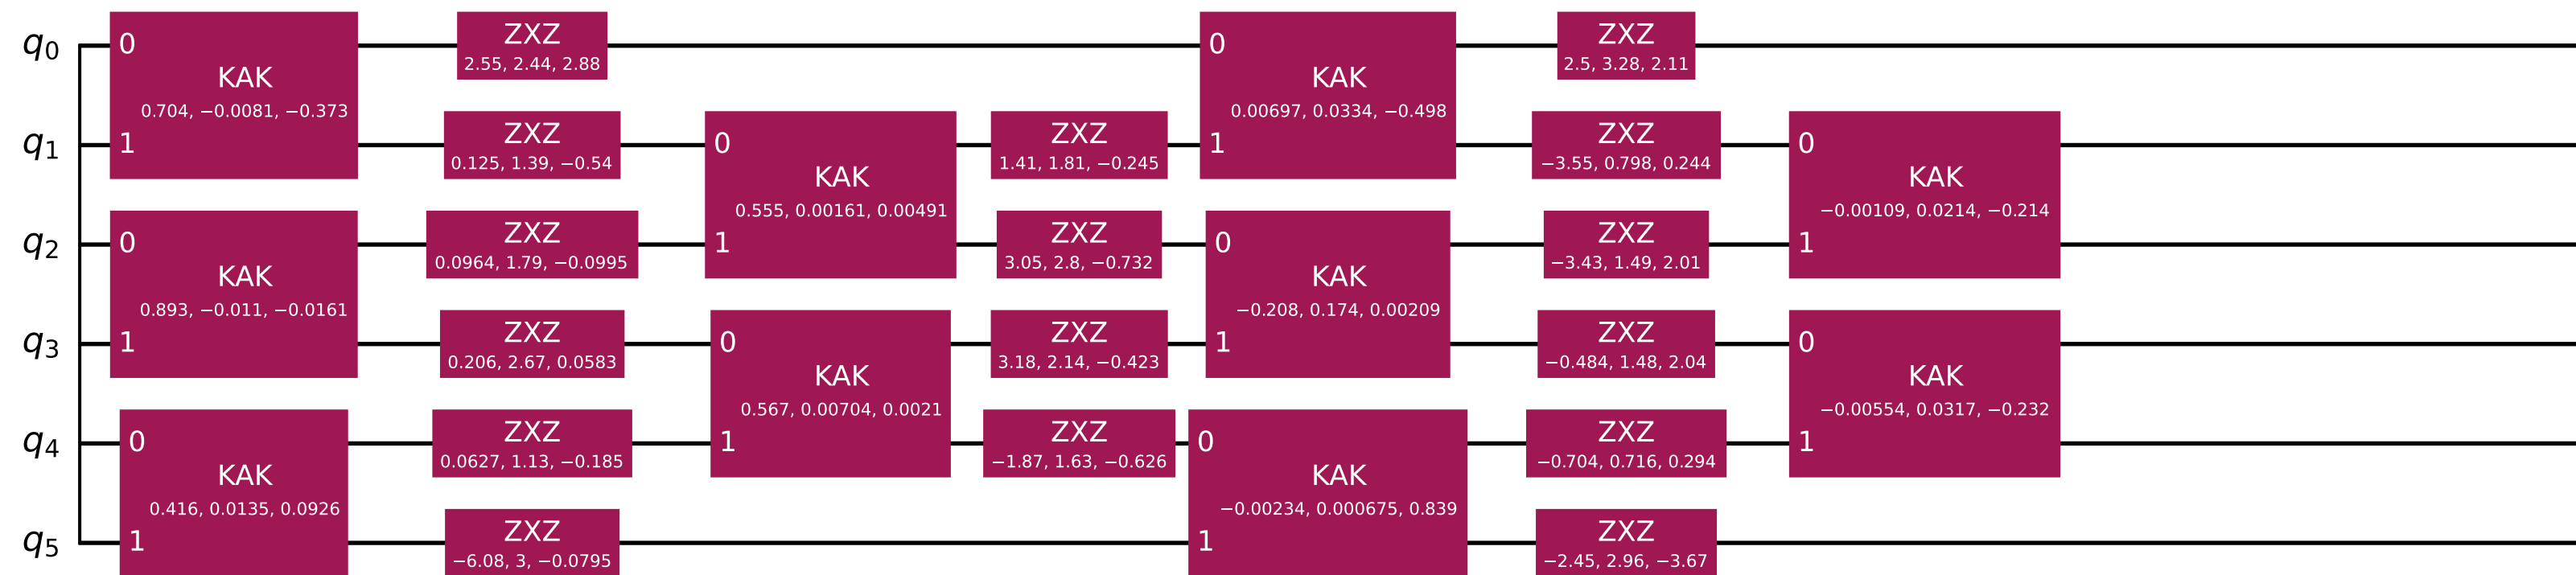 q0
0
KAK
0.704, −0.0081, −0.373
1
ZXZ
2.55, 2.44, 2.88
0
KAK
0.00697, 0.0334, −0.498
1
ZXZ
2.5, 3.28, 2.11
q1
ZXZ
0.125, 1.39, −0.54
0
KAK
0.555, 0.00161, 0.00491
1
ZXZ
1.41, 1.81, −0.245
ZXZ
−3.55, 0.798, 0.244
0
KAK
−0.00109, 0.0214, −0.214
1
q2
0
KAK
0.893, −0.011, −0.0161
1
ZXZ
0.0964, 1.79, −0.0995
ZXZ
3.05, 2.8, −0.732
0
KAK
−0.208, 0.174, 0.00209
1
ZXZ
−3.43, 1.49, 2.01
q3
ZXZ
0.206, 2.67, 0.0583
0
KAK
0.567, 0.00704, 0.0021
1
ZXZ
3.18, 2.14, −0.423
ZXZ
−0.484, 1.48, 2.04
0
KAK
−0.00554, 0.0317, −0.232
1
q4
0
KAK
0.416, 0.0135, 0.0926
1
ZXZ
0.0627, 1.13, −0.185
ZXZ
−1.87, 1.63, −0.626
0
KAK
−0.00234, 0.000675, 0.839
1
ZXZ
−0.704, 0.716, 0.294
q5
ZXZ
−6.08, 3, −0.0795
ZXZ
−2.45, 2.96, −3.67